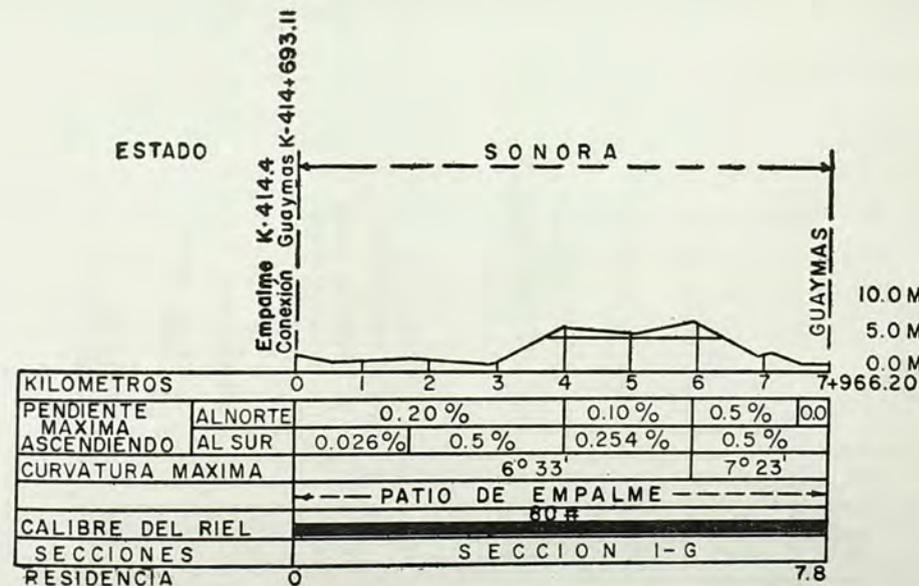 Empalme K-414.4
Conexión Guaymas K-414+693.11
ESTADO
SONORA
GUAYMAS
10.0 M
5.0 M
0.0 M
KILOMETROS
0 1 2 3 4 5 6 7 7+966.20
PENDIENTE MAXIMA ASCENDIENDO
ALNORTE 0.20 % 0.10 % 0.5 % 0.0
AL SUR 0.026% 0.5 % 0.254 % 0.5 %
CURVATURA MAXIMA 6° 33' 7° 23'
PATIO DE EMPALME
80 #
CALIBRE DEL RIEL
SECCIONES SECCION I-G
RESIDENCIA 0 7.8